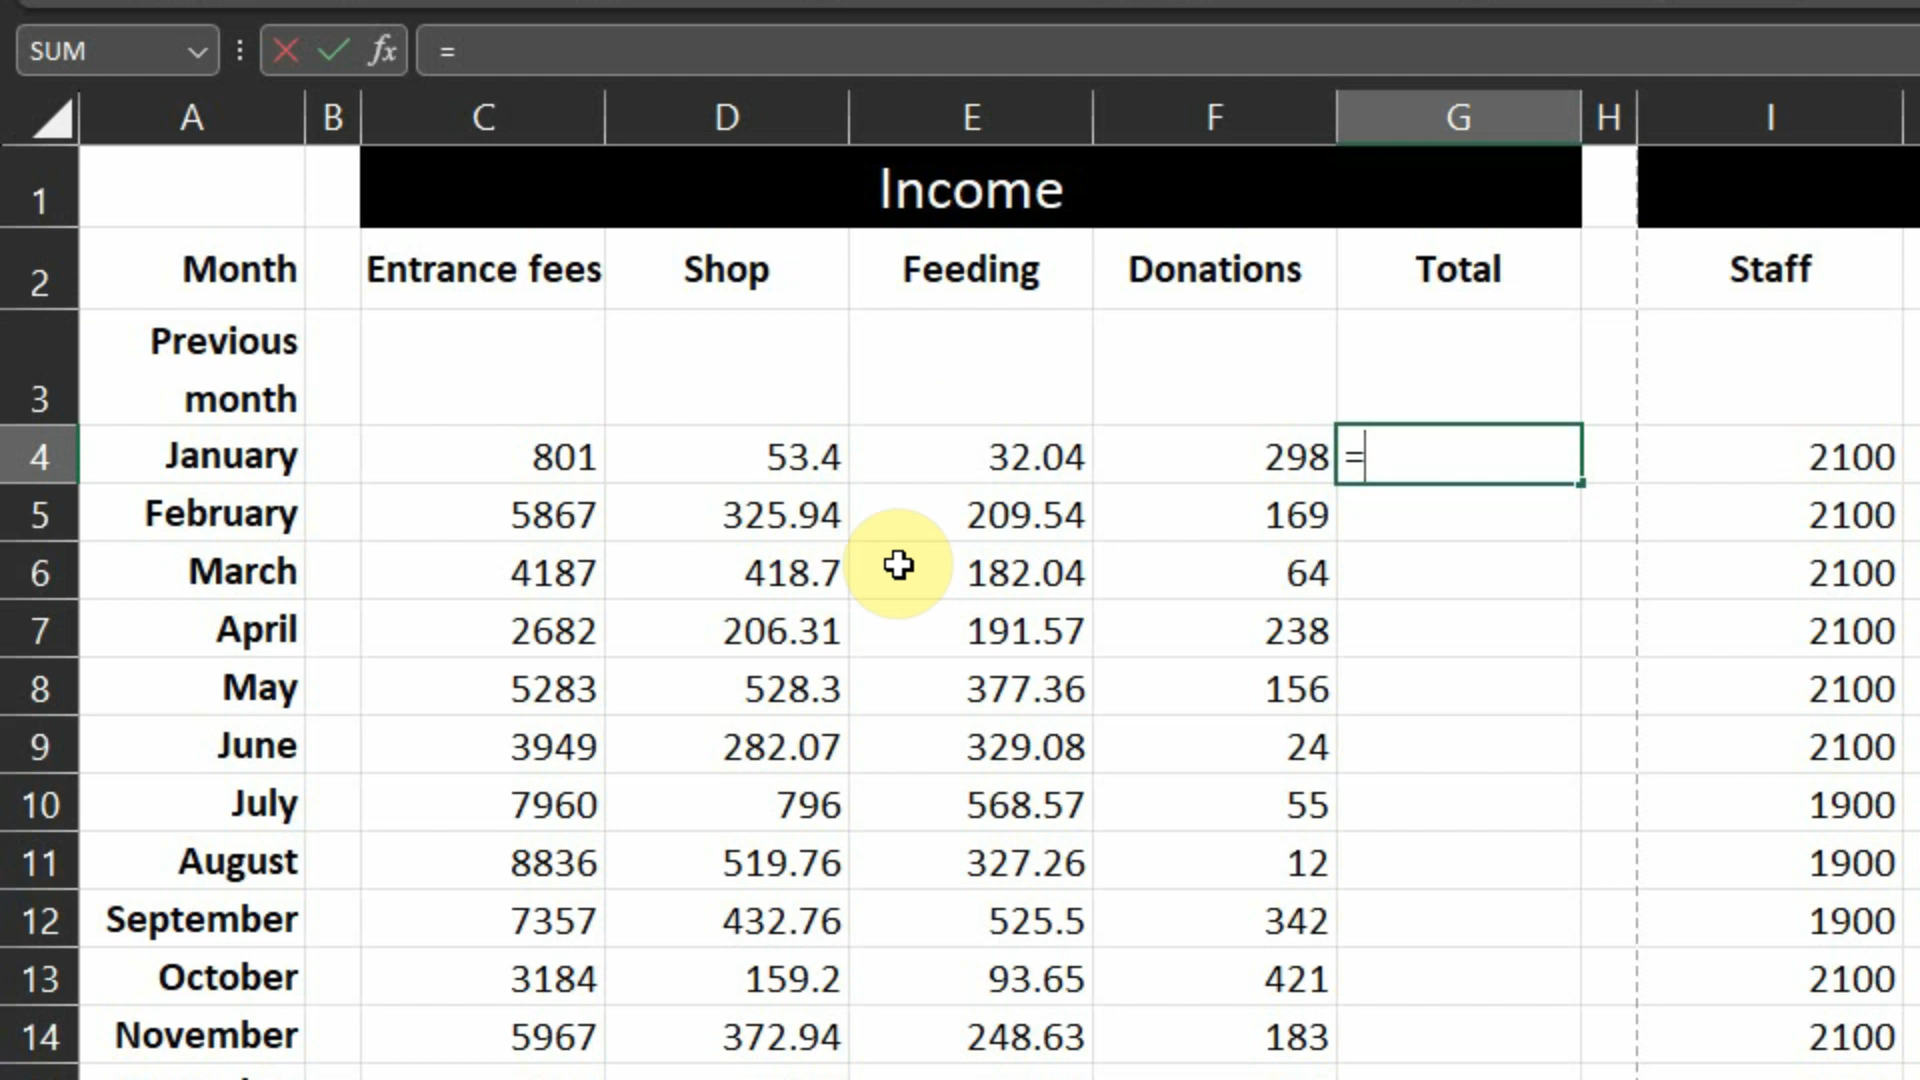 SUM fx =
A B C D E F G H I
1 Income
2 Month Entrance fees Shop Feeding Donations Total Staff
Previous
3 month
4 January 801 53.4 32.04 298 = 2100
5 February 5867 325.94 209.54 169 2100
6 March 4187 418.7 182.04 64 2100
7 April 2682 206.31 191.57 238 2100
8 May 5283 528.3 377.36 156 2100
9 June 3949 282.07 329.08 24 2100
10 July 7960 796 568.57 55 1900
11 August 8836 519.76 327.26 12 1900
12 September 7357 432.76 525.5 342 1900
13 October 3184 159.2 93.65 421 2100
14 November 5967 372.94 248.63 183 2100